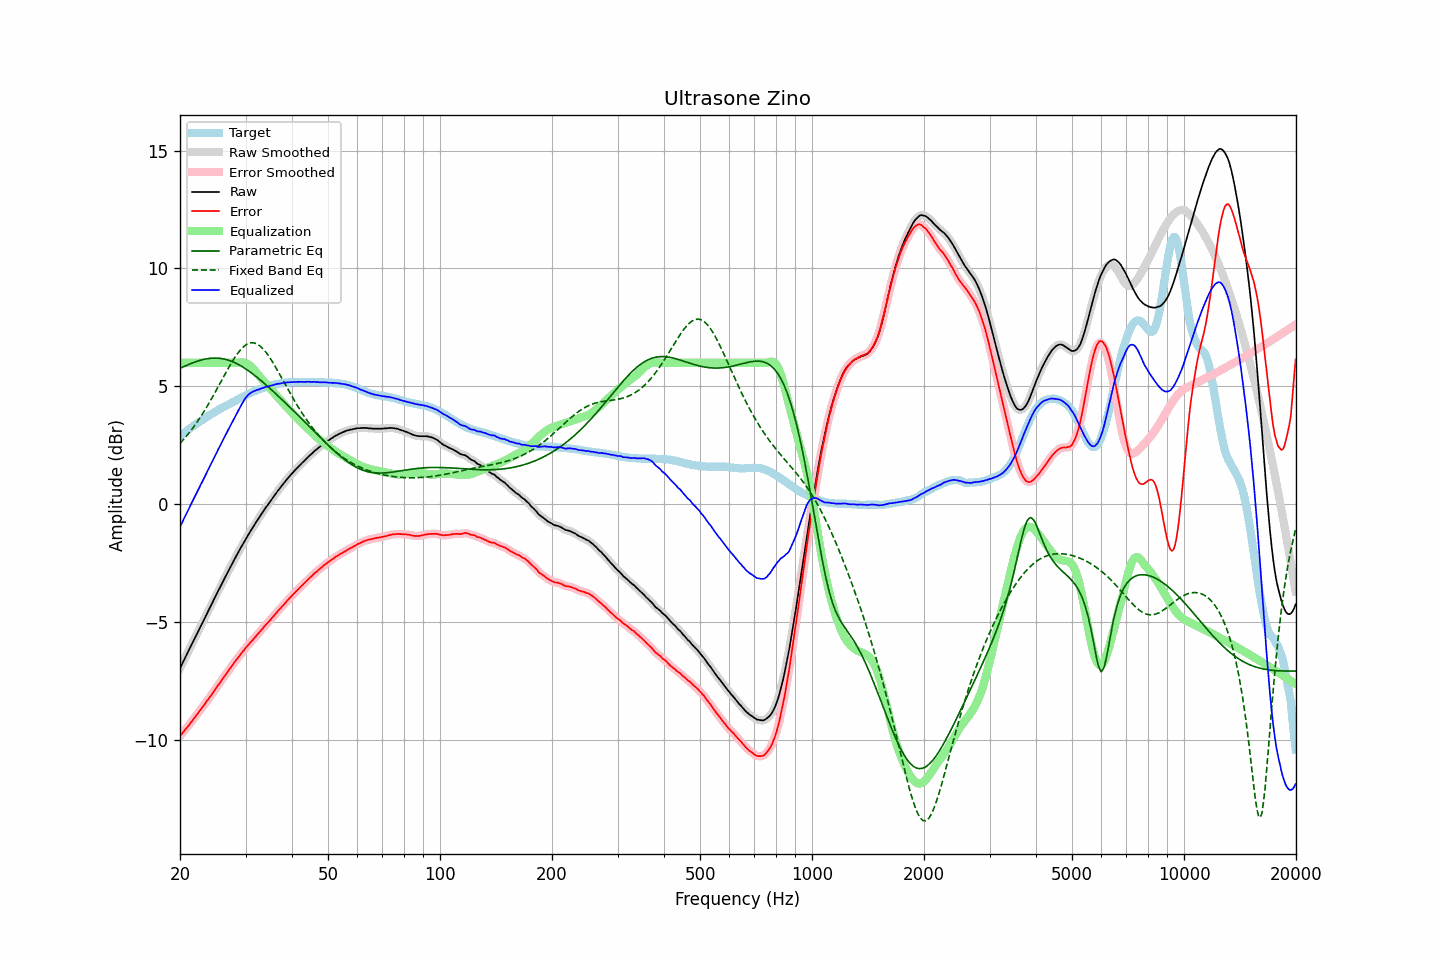 Ultrasone Zino
Target
Raw Smoothed
Error Smoothed
Raw
Error
Equalization
Parametric Eq
Fixed Band Eq
Equalized
15
10
5
0
−5
−10
Amplitude (dBr)
20
50
100
200
500
1000
2000
5000
10000
20000
Frequency (Hz)